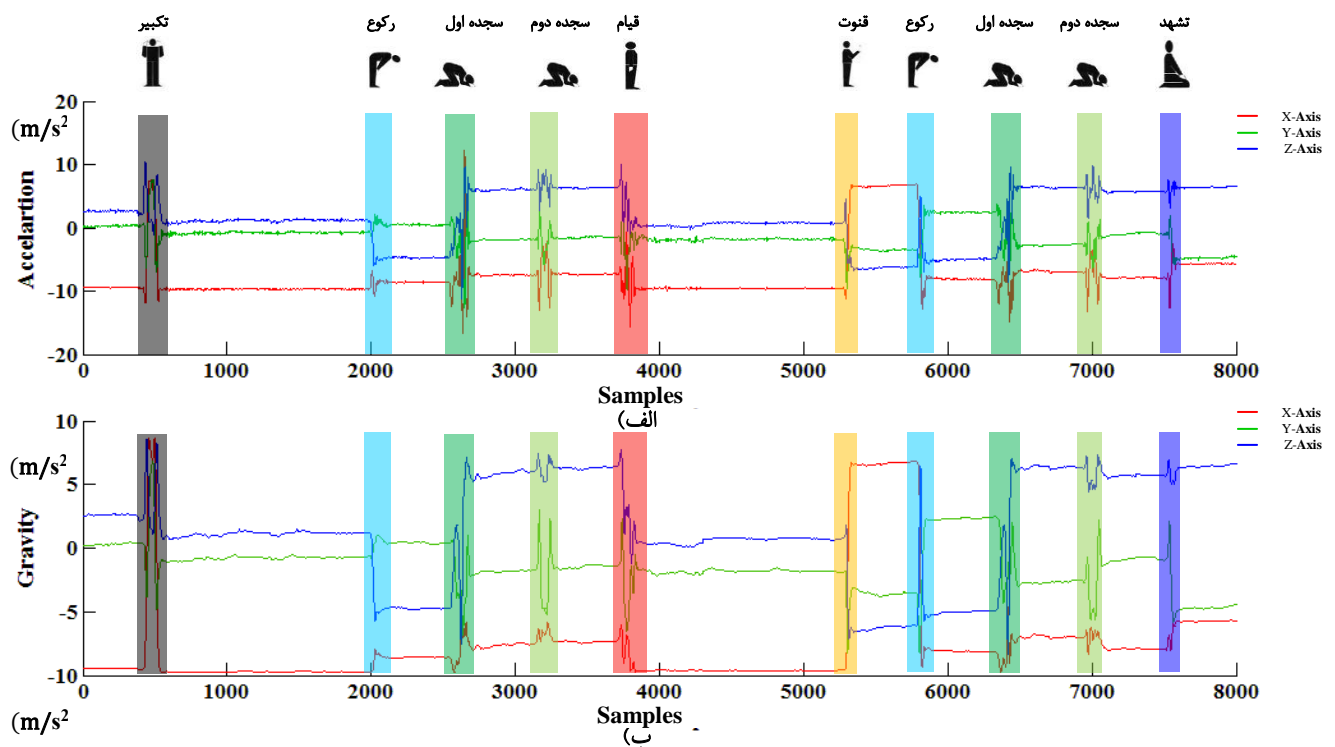 تکبیر رکوع سجده اول سجده دوم قیام قنوت رکوع سجده اول سجده دوم تشهد
20
10
0
-10
-20
(m/s²
Acceclartion
X-Axis
Y-Axis
Z-Axis
0 1000 2000 3000 4000 5000 6000 7000 8000
Samples
الف)
10
5
0
-5
-10
(m/s²
Gravity
X-Axis
Y-Axis
Z-Axis
0 1000 2000 3000 4000 5000 6000 7000 8000
(m/s²
Samples
ب)